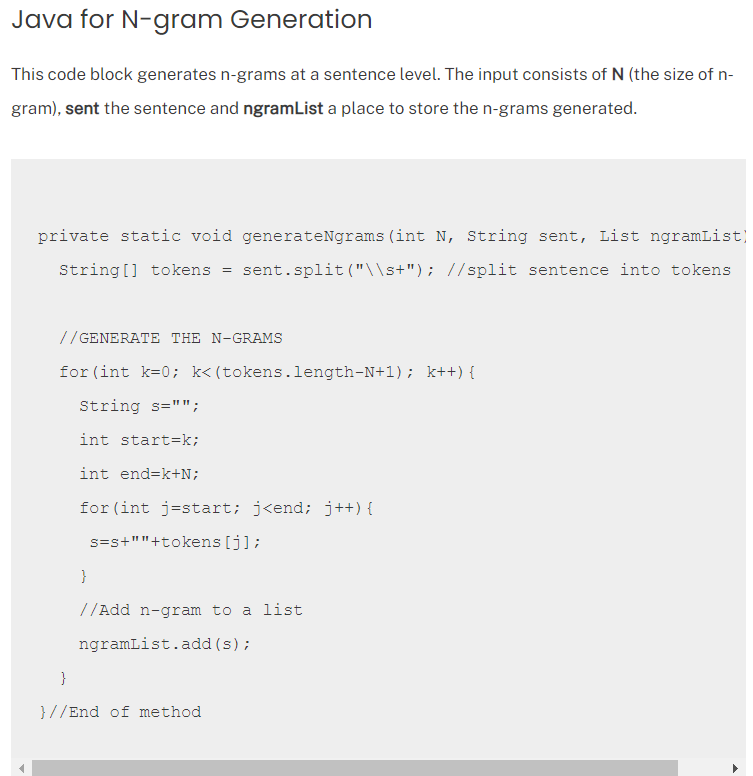 Java for N-gram Generation
This code block generates n-grams at a sentence level. The input consists of N (the size of n-
gram), sent the sentence and ngramList a place to store the n-grams generated.
private static void generateNgrams(int N, String sent, List ngramList)
String[] tokens = sent.split("\\s+"); //split sentence into tokens
//GENERATE THE N-GRAMS
for(int k=0; k<(tokens.length-N+1); k++){
String s="";
int start=k;
int end=k+N;
for(int j=start; j<end; j++){
s=s+""+tokens[j];
}
//Add n-gram to a list
ngramList.add(s);
}
}//End of method